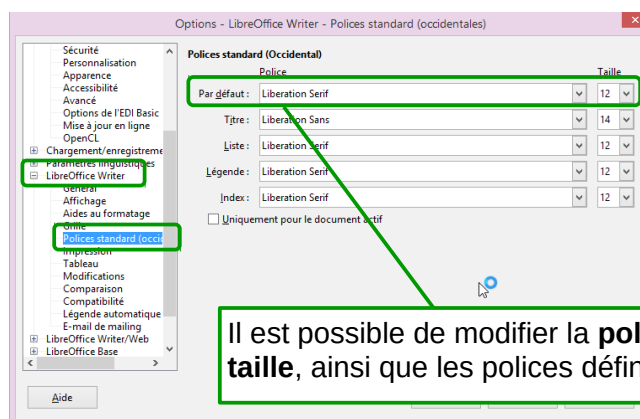 Options - LibreOffice Writer - Polices standard (occidentales)
Sécurité
Personnalisation
Apparence
Accessibilité
Avancé
Options de l'EDI Basic
Mise à jour en ligne
OpenCL
Chargement/enregistreme
Paramètres linguistiques
LibreOffice Writer
Général
Affichage
Aides au formatage
Grille
Polices standard (occid
Impression
Tableau
Modifications
Comparaison
Compatibilité
Légende automatique
E-mail de mailing
LibreOffice Writer/Web
LibreOffice Base
Aide
Polices standard (Occidental)
Police Taille
Par défaut : Liberation Serif 12
Titre : Liberation Sans 14
Liste : Liberation Serif 12
Légende : Liberation Serif 12
Index : Liberation Serif 12
Uniquement pour le document actif
Il est possible de modifier la pol
taille, ainsi que les polices défin